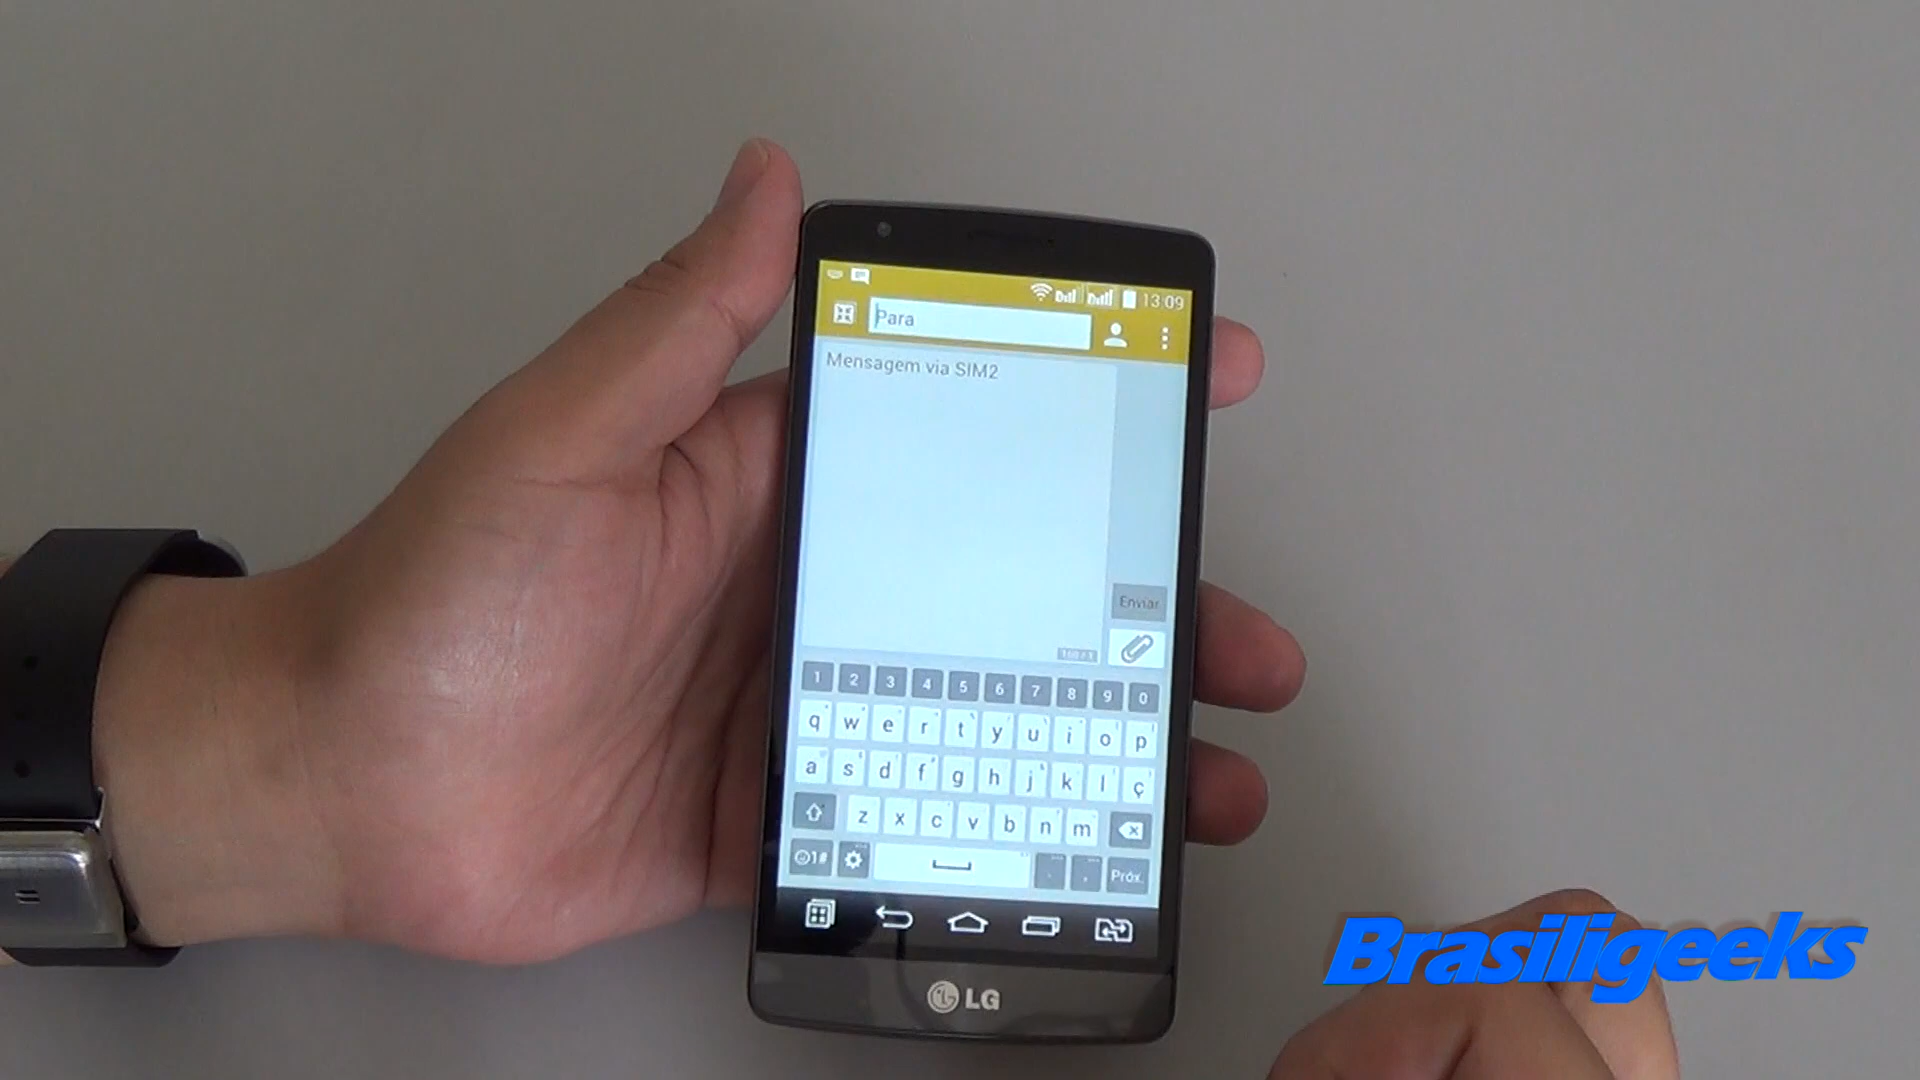 13:09
Para
Mensagem via SIM2
Enviar
1 2 3 4 5 6 7 8 9 0
q w e r t y u i o p
a s d f g h j k l ç
z x c v b n m
1# . , Próx.
LG
Brasiligeeks